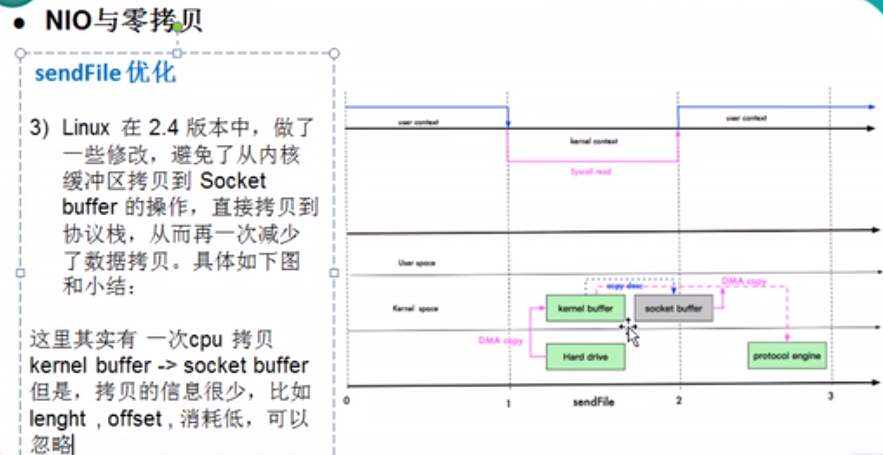 • NIO与零拷贝
sendFile 优化
3) Linux 在 2.4 版本中，做了
一些修改，避免了从内核
缓冲区拷贝到 Socket
buffer 的操作，直接拷贝到
协议栈，从而再一次减少
了数据拷贝。具体如下图
和小结：
这里其实有 一次cpu 拷贝
kernel buffer -> socket buffer
但是，拷贝的信息很少，比如
lenght , offset , 消耗低，可以
忽略
user context
user context
kernel context
Syscall read
User space
copy desc
DMA copy
Kernel space
kernel buffer
socket buffer
DMA copy
Hard drive
protocol engine
0
1
sendFile
2
3